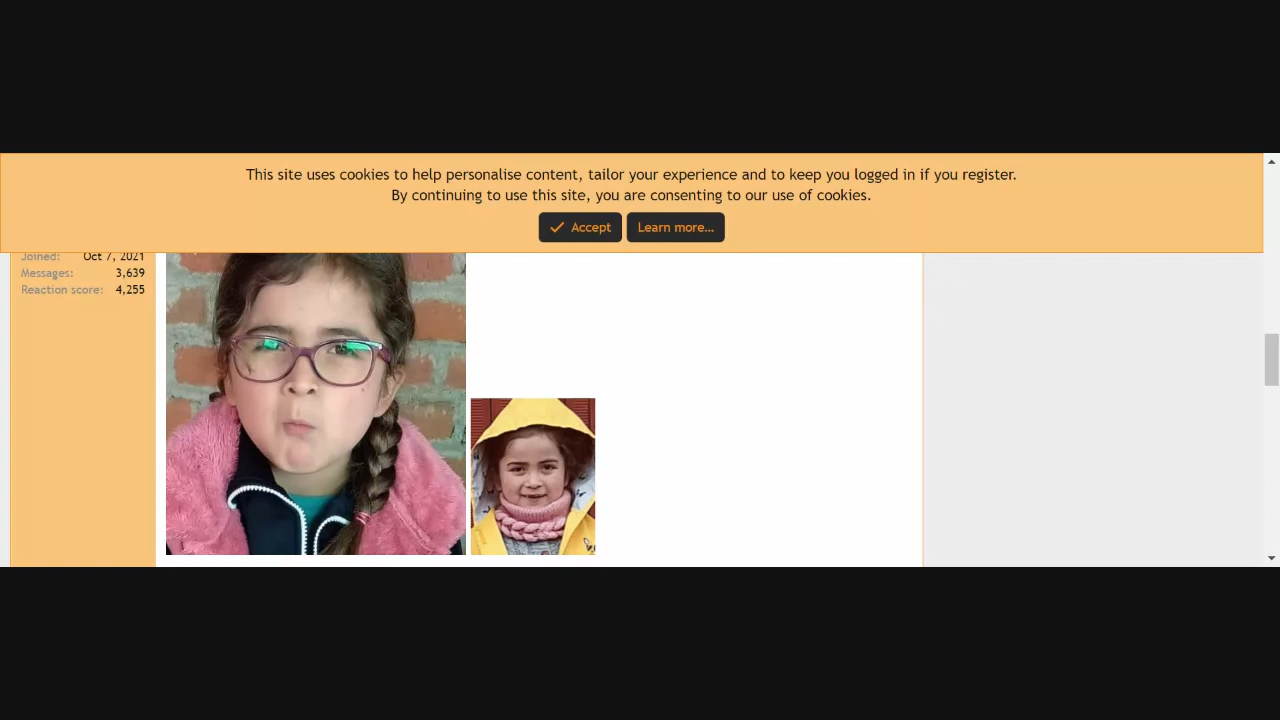 This site uses cookies to help personalise content, tailor your experience and to keep you logged in if you register.
By continuing to use this site, you are consenting to our use of cookies.
Accept
Learn more...
Joined: Oct 7, 2021
Messages: 3,639
Reaction score: 4,255